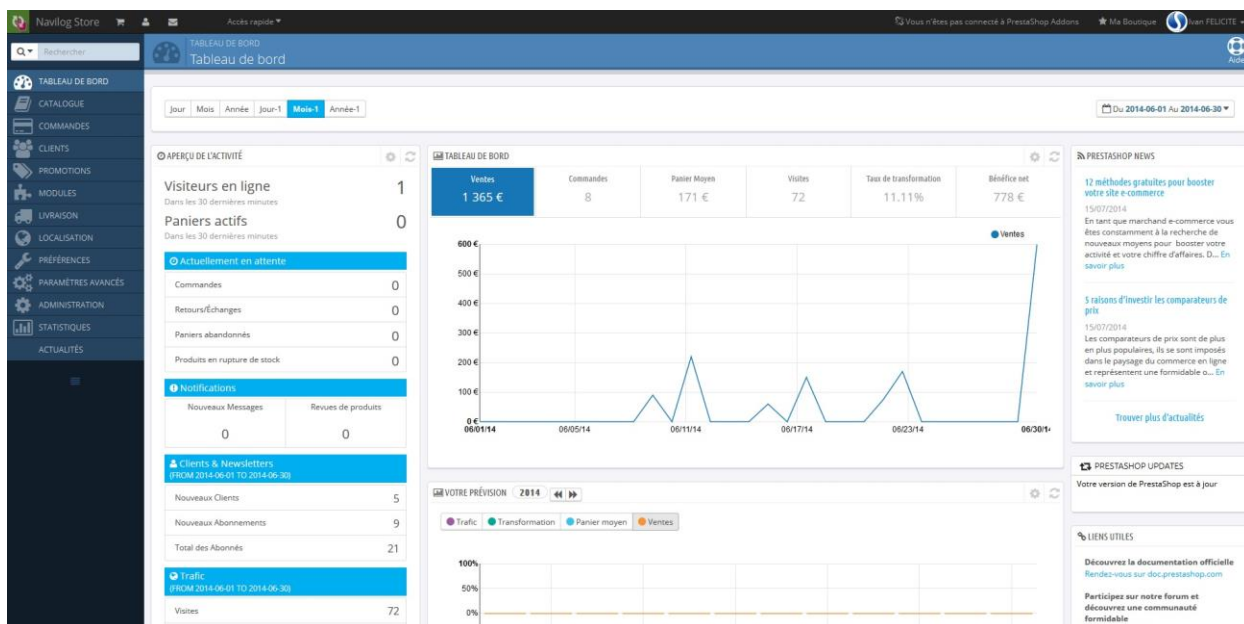 Navilog Store
Accès rapide
Vous n'êtes pas connecté à PrestaShop Addons
Ma Boutique
Ivan FELICITE
Rechercher
TABLEAU DE BORD
Tableau de bord
Aide
TABLEAU DE BORD
CATALOGUE
COMMANDES
CLIENTS
PROMOTIONS
MODULES
LIVRAISON
LOCALISATION
PRÉFÉRENCES
PARAMÈTRES AVANCÉS
ADMINISTRATION
STATISTIQUES
ACTUALITÉS
Jour Mois Année Jour-1 Mois-1 Année-1
Du 2014-06-01 Au 2014-06-30
APERÇU DE L'ACTIVITÉ
Visiteurs en ligne 1
Dans les 30 dernières minutes
Paniers actifs 0
Dans les 30 dernières minutes
Actuellement en attente
Commandes 0
Retours/Échanges 0
Paniers abandonnés 0
Produits en rupture de stock 0
Notifications
Nouveaux Messages Revues de produits
0 0
Clients & Newsletters
(FROM 2014-06-01 TO 2014-06-30)
Nouveaux Clients 5
Nouveaux Abonnements 9
Total des Abonnés 21
Trafic
(FROM 2014-06-01 TO 2014-06-30)
Visites 72
TABLEAU DE BORD
Ventes Commandes Panier Moyen Visites Taux de transformation Bénéfice net
1 365 € 8 171 € 72 11.11% 778 €
Ventes
600 €
500 €
400 €
300 €
200 €
100 €
0 €
06/01/14 06/05/14 06/11/14 06/17/14 06/23/14 06/30/14
VOTRE PRÉVISION 2014
Trafic Transformation Panier moyen Ventes
100%
50%
0%
PRESTASHOP NEWS
12 méthodes gratuites pour booster
votre site e-commerce
15/07/2014
En tant que marchand e-commerce vous
êtes constamment à la recherche de
nouveaux moyens pour booster votre
activité et votre chiffre d'affaires. D... En
savoir plus
5 raisons d'investir les comparateurs de
prix
15/07/2014
Les comparateurs de prix sont de plus
en plus populaires, ils se sont imposés
dans le paysage du commerce en ligne
et représentent une formidable o... En
savoir plus
Trouver plus d'actualités
PRESTASHOP UPDATES
Votre version de PrestaShop est à jour
LIENS UTILES
Découvrez la documentation officielle
Rendez-vous sur doc.prestashop.com
Participez sur notre forum et
découvrez une communauté
formidable